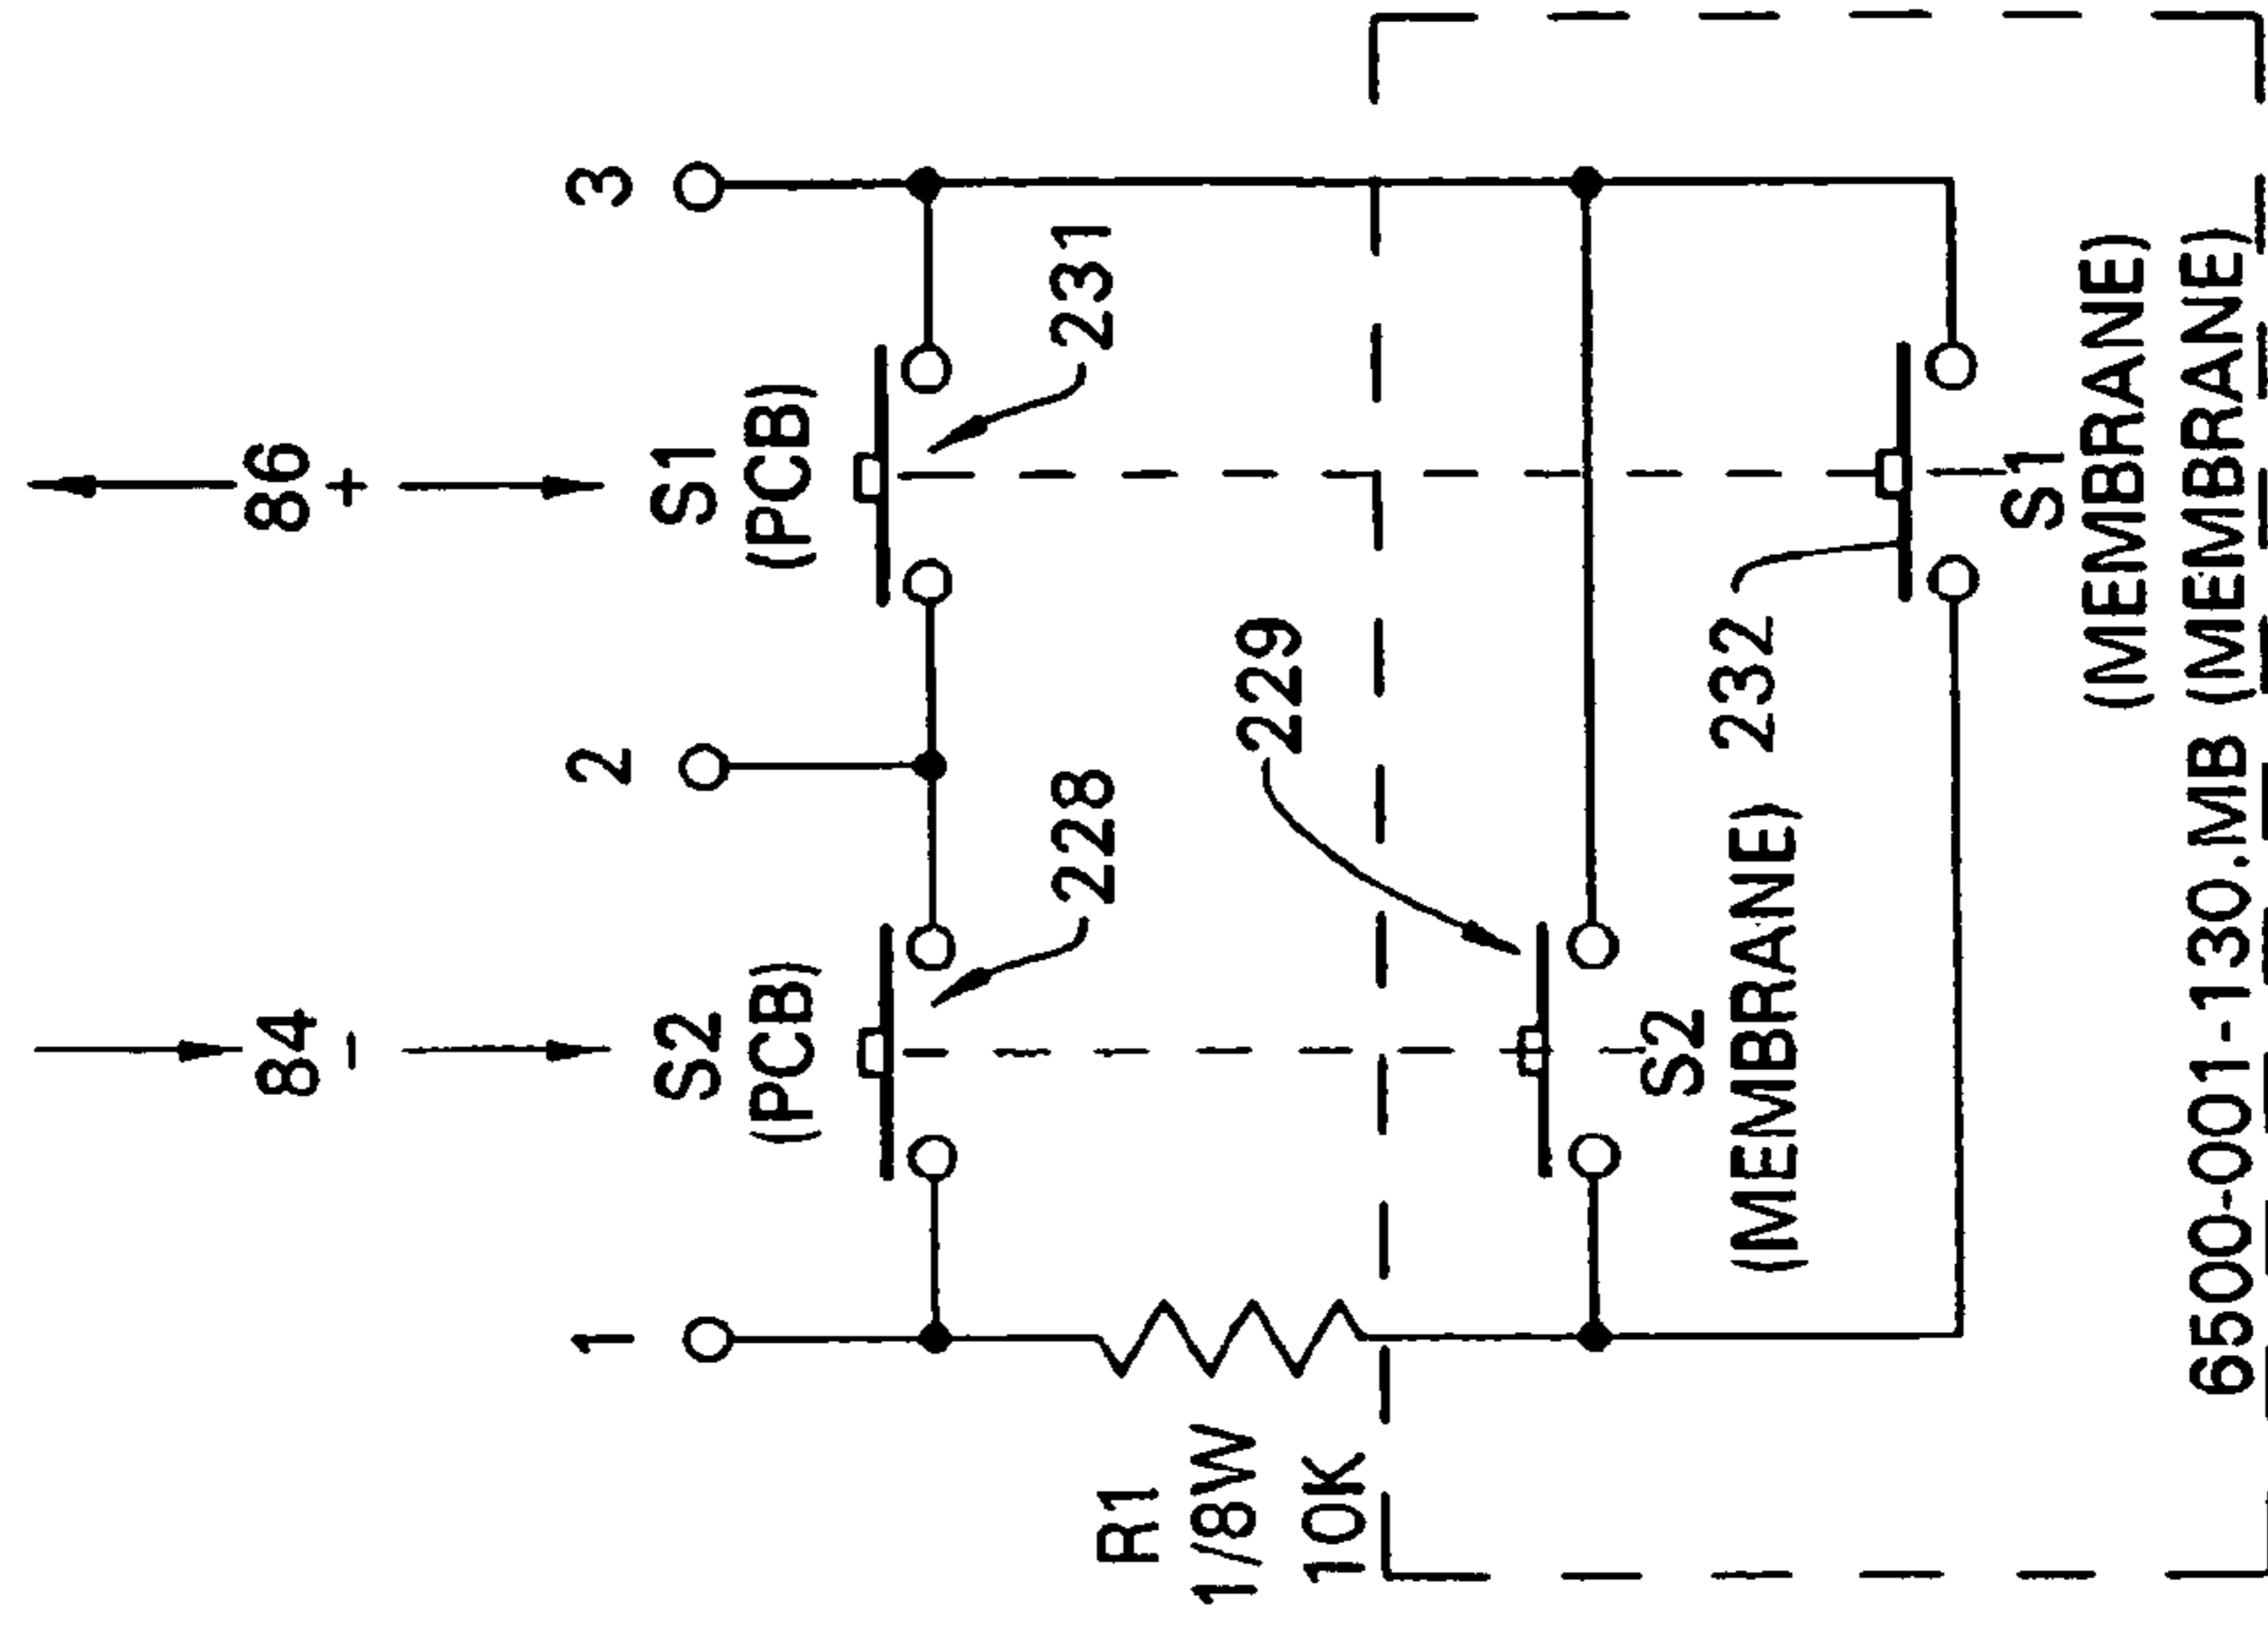 84
86
-
+
1
2
3
S2
(PCB)
S1
(PCB)
228
231
R1
1/8W
10K
229
S2
(MEMBRANE)
232
S1
(MEMBRANE)
6500-001-130.MB (MEMBRANE)